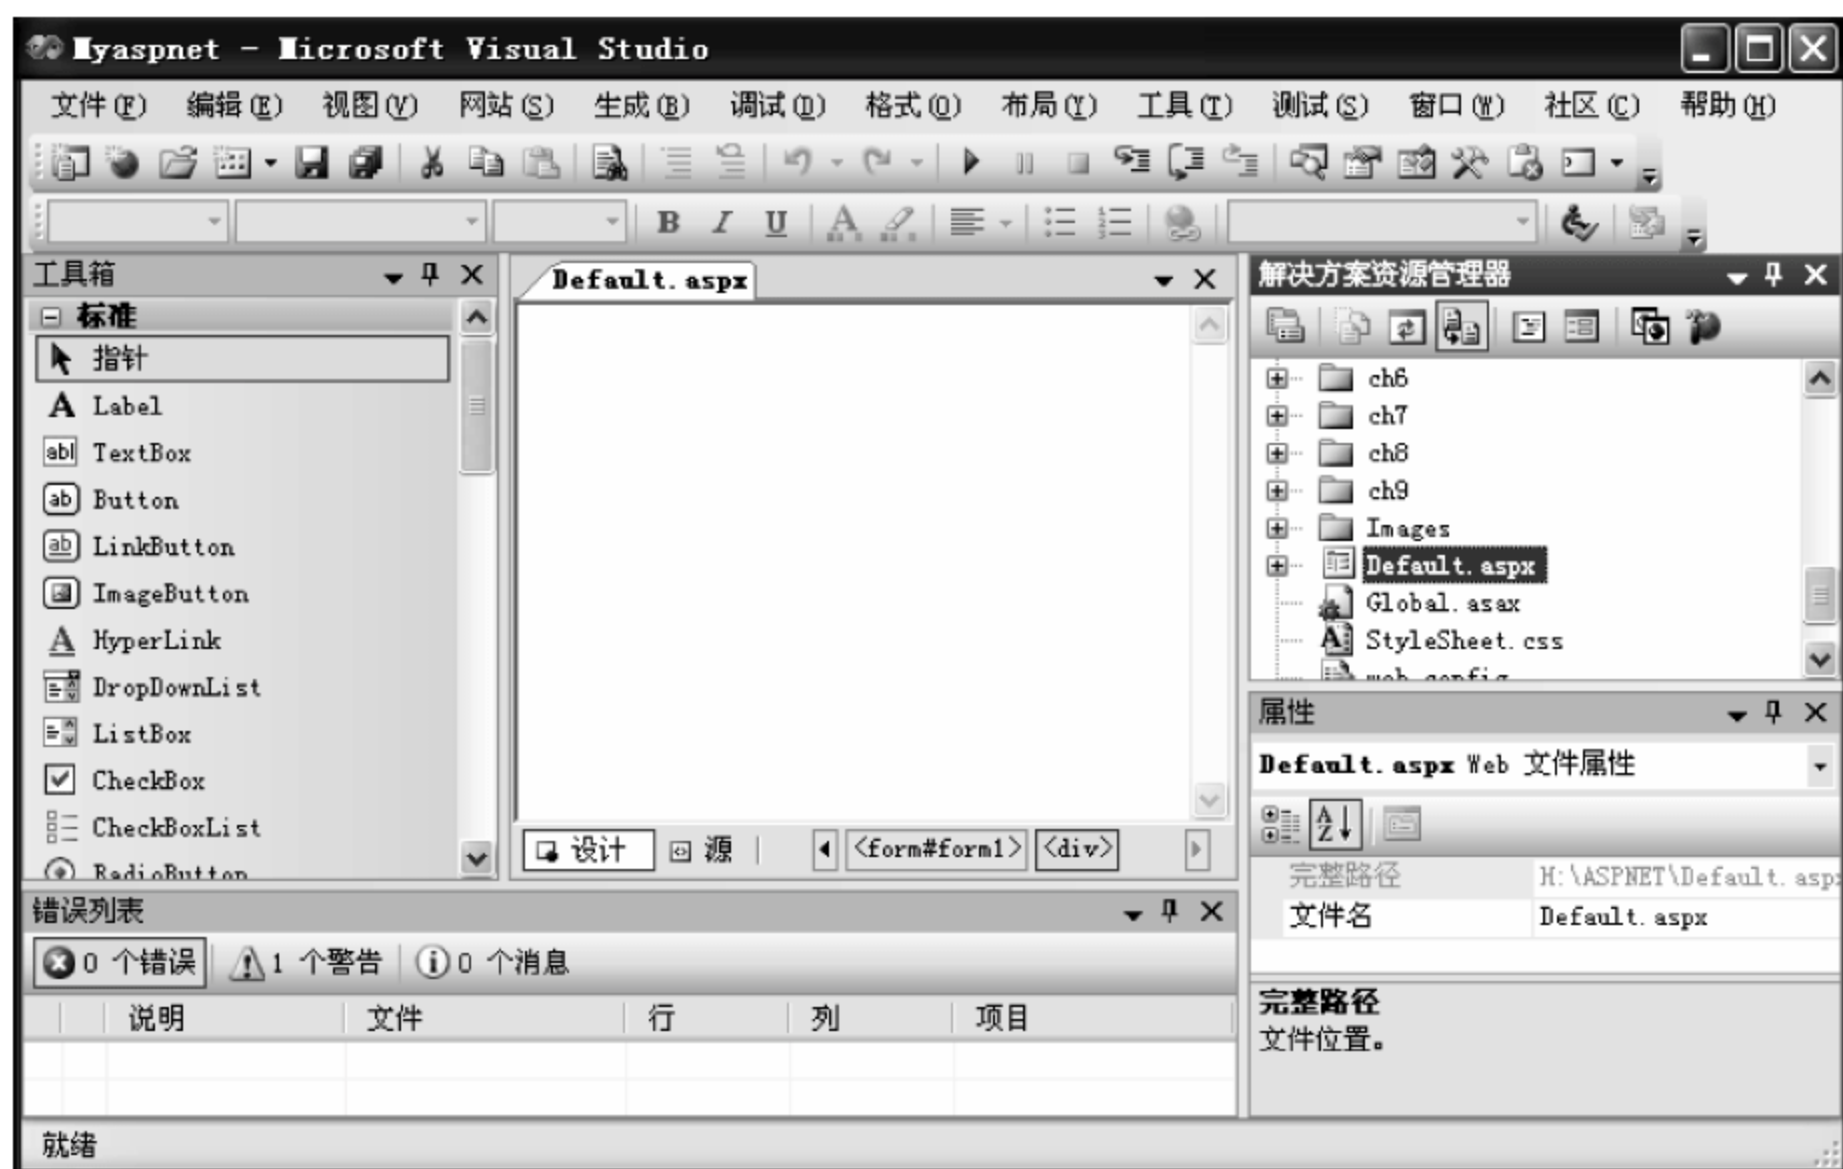 Myaspnet - Microsoft Visual Studio
文件(F) 编辑(E) 视图(V) 网站(S) 生成(B) 调试(D) 格式(O) 布局(Y) 工具(T) 测试(S) 窗口(W) 社区(C) 帮助(H)
B I U A
工具箱
标准
指针
A Label
abl TextBox
ab Button
ab LinkButton
ImageButton
A HyperLink
DropDownList
ListBox
CheckBox
CheckBoxList
RadioButton
Default.aspx
设计 源 <form#form1> <div>
解决方案资源管理器
ch6
ch7
ch8
ch9
Images
Default.aspx
Global.asax
StyleSheet.css
web.config
属性
Default.aspx Web 文件属性
完整路径 H:\ASPNET\Default.asp
文件名 Default.aspx
完整路径
文件位置。
错误列表
0 个错误 1 个警告 0 个消息
说明 文件 行 列 项目
就绪